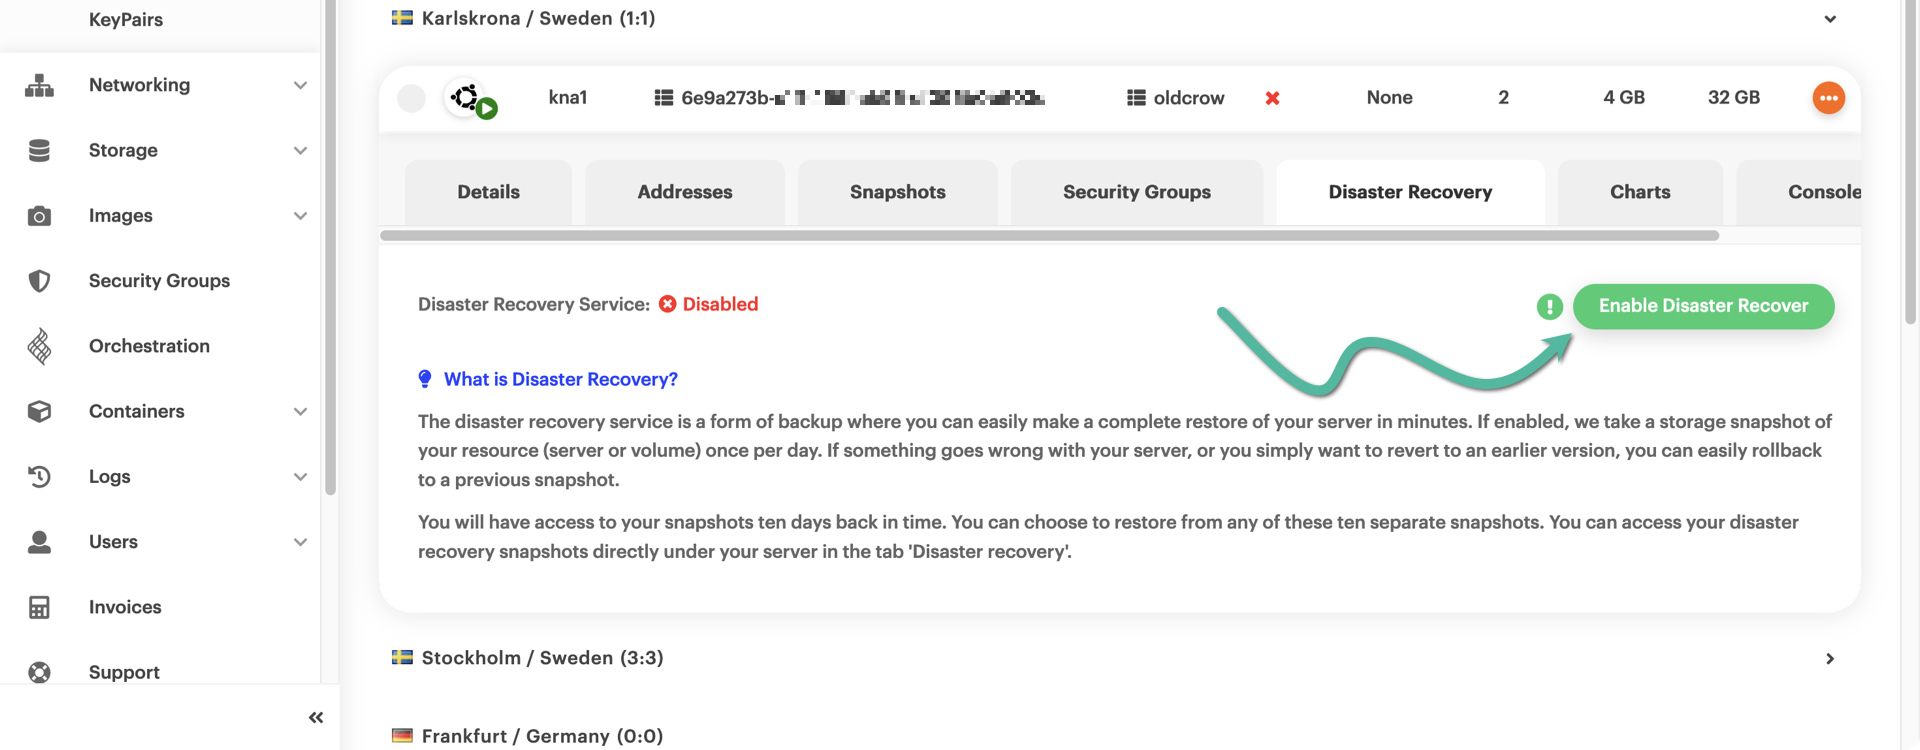 KeyPairs
Networking
Storage
Images
Security Groups
Orchestration
Containers
Logs
Users
Invoices
Support
Karlskrona / Sweden (1:1)
kna1 6e9a273b- oldcrow None 2 4 GB 32 GB
Details Addresses Snapshots Security Groups Disaster Recovery Charts Console
Disaster Recovery Service: Disabled
Enable Disaster Recover
What is Disaster Recovery?
The disaster recovery service is a form of backup where you can easily make a complete restore of your server in minutes. If enabled, we take a storage snapshot of
your resource (server or volume) once per day. If something goes wrong with your server, or you simply want to revert to an earlier version, you can easily rollback
to a previous snapshot.
You will have access to your snapshots ten days back in time. You can choose to restore from any of these ten separate snapshots. You can access your disaster
recovery snapshots directly under your server in the tab 'Disaster recovery'.
Stockholm / Sweden (3:3)
Frankfurt / Germany (0:0)